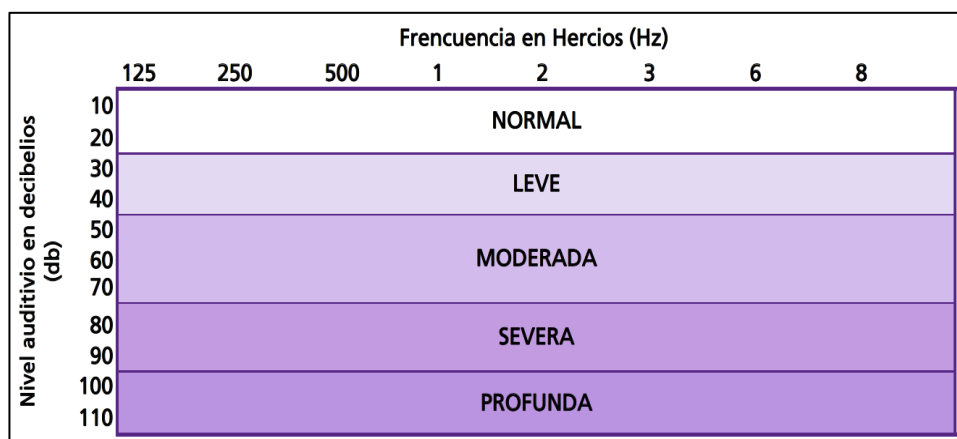 Frencuencia en Hercios (Hz)
125 250 500 1 2 3 6 8
Nivel auditivio en decibelios
(db)
10
20
NORMAL
30
40
LEVE
50
60
70
MODERADA
80
90
SEVERA
100
110
PROFUNDA